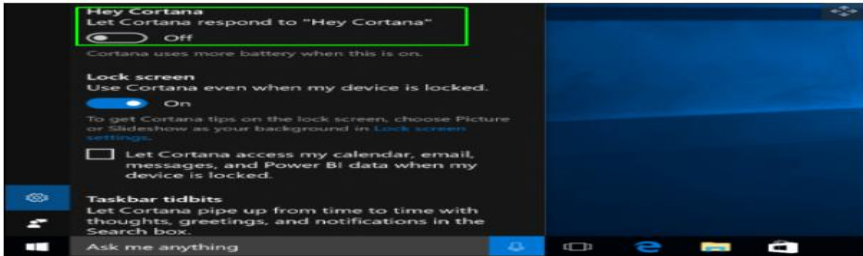 Hey Cortana
Let Cortana respond to "Hey Cortana"
Off
Cortana uses more battery when this is on.
Lock screen
Use Cortana even when my device is locked.
On
To get Cortana tips on the lock screen, choose Picture
or Slideshow as your background in Lock screen
settings.
Let Cortana access my calendar, email,
messages, and Power BI data when my
device is locked.
Taskbar tidbits
Let Cortana pipe up from time to time with
thoughts, greetings, and notifications in the
Search box.
Ask me anything